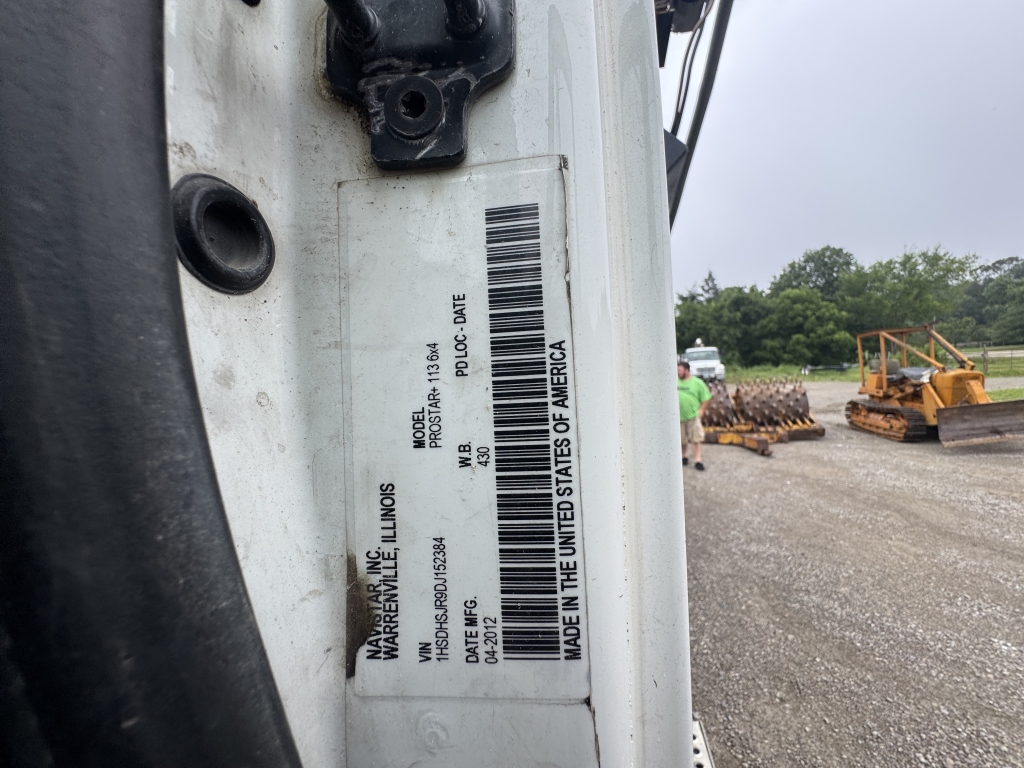 NAVISTAR, INC.
WARRENVILLE, ILLINOIS
MODEL
PROSTAR+ 113 6x4
VIN
1HSDHSJR9DJ152384
W.B.
430
PD LOC - DATE
DATE MFG.
04-2012
MADE IN THE UNITED STATES OF AMERICA